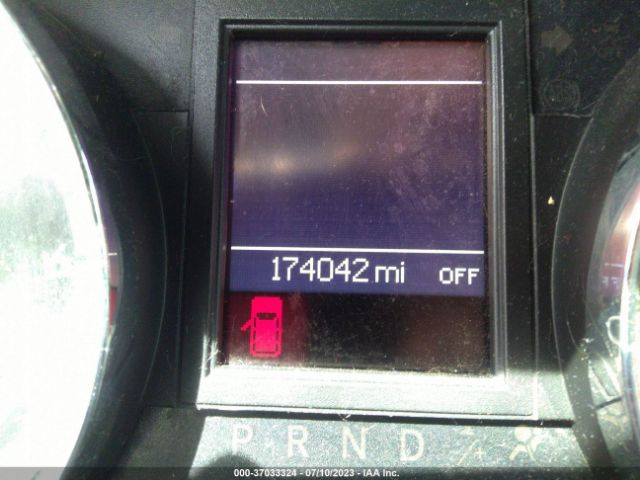 174042 mi OFF
P R N D
000-37033324 - 07/10/2023 - IAA Inc.